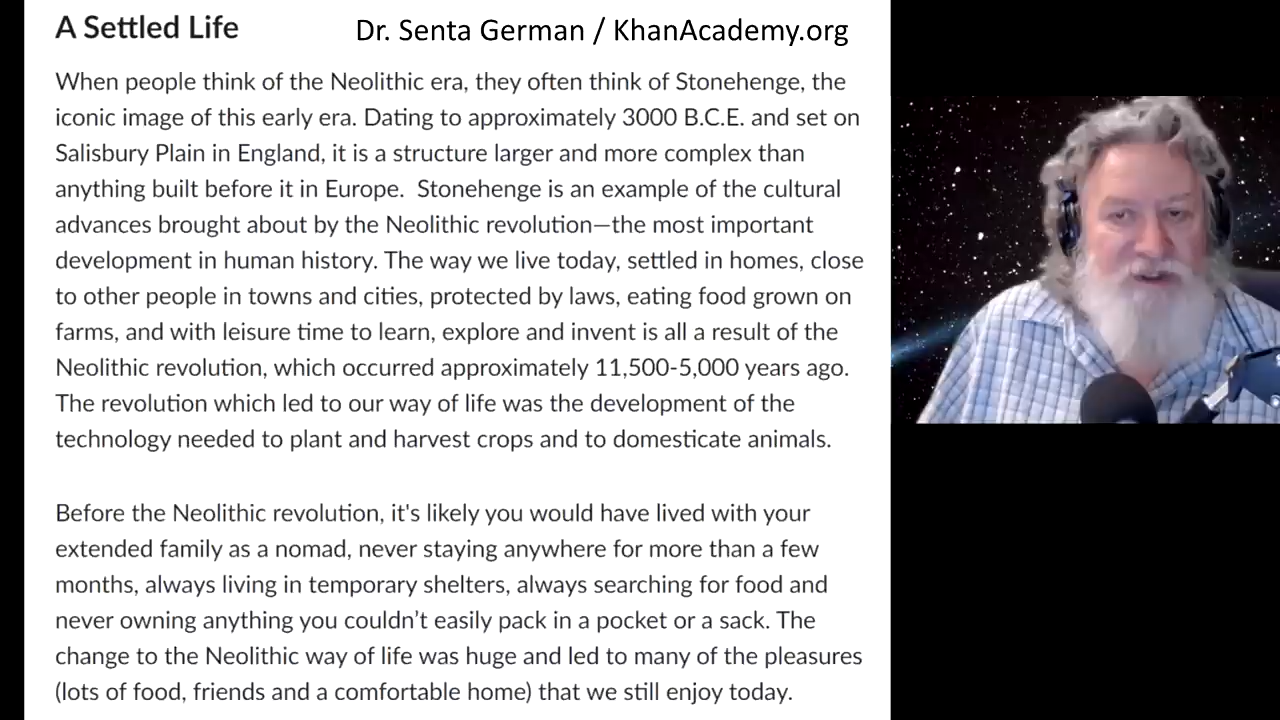 A Settled Life
Dr. Senta German / KhanAcademy.org
When people think of the Neolithic era, they often think of Stonehenge, the
iconic image of this early era. Dating to approximately 3000 B.C.E. and set on
Salisbury Plain in England, it is a structure larger and more complex than
anything built before it in Europe.  Stonehenge is an example of the cultural
advances brought about by the Neolithic revolution—the most important
development in human history. The way we live today, settled in homes, close
to other people in towns and cities, protected by laws, eating food grown on
farms, and with leisure time to learn, explore and invent is all a result of the
Neolithic revolution, which occurred approximately 11,500-5,000 years ago.
The revolution which led to our way of life was the development of the
technology needed to plant and harvest crops and to domesticate animals.
Before the Neolithic revolution, it's likely you would have lived with your
extended family as a nomad, never staying anywhere for more than a few
months, always living in temporary shelters, always searching for food and
never owning anything you couldn’t easily pack in a pocket or a sack. The
change to the Neolithic way of life was huge and led to many of the pleasures
(lots of food, friends and a comfortable home) that we still enjoy today.